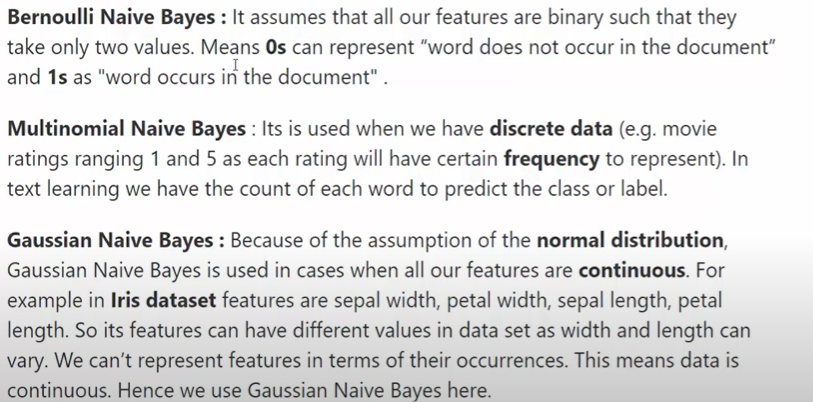 Bernoulli Naive Bayes : It assumes that all our features are binary such that they
take only two values. Means 0s can represent “word does not occur in the document”
and 1s as "word occurs in the document" .
Multinomial Naive Bayes : Its is used when we have discrete data (e.g. movie
ratings ranging 1 and 5 as each rating will have certain frequency to represent). In
text learning we have the count of each word to predict the class or label.
Gaussian Naive Bayes : Because of the assumption of the normal distribution,
Gaussian Naive Bayes is used in cases when all our features are continuous. For
example in Iris dataset features are sepal width, petal width, sepal length, petal
length. So its features can have different values in data set as width and length can
vary. We can’t represent features in terms of their occurrences. This means data is
continuous. Hence we use Gaussian Naive Bayes here.